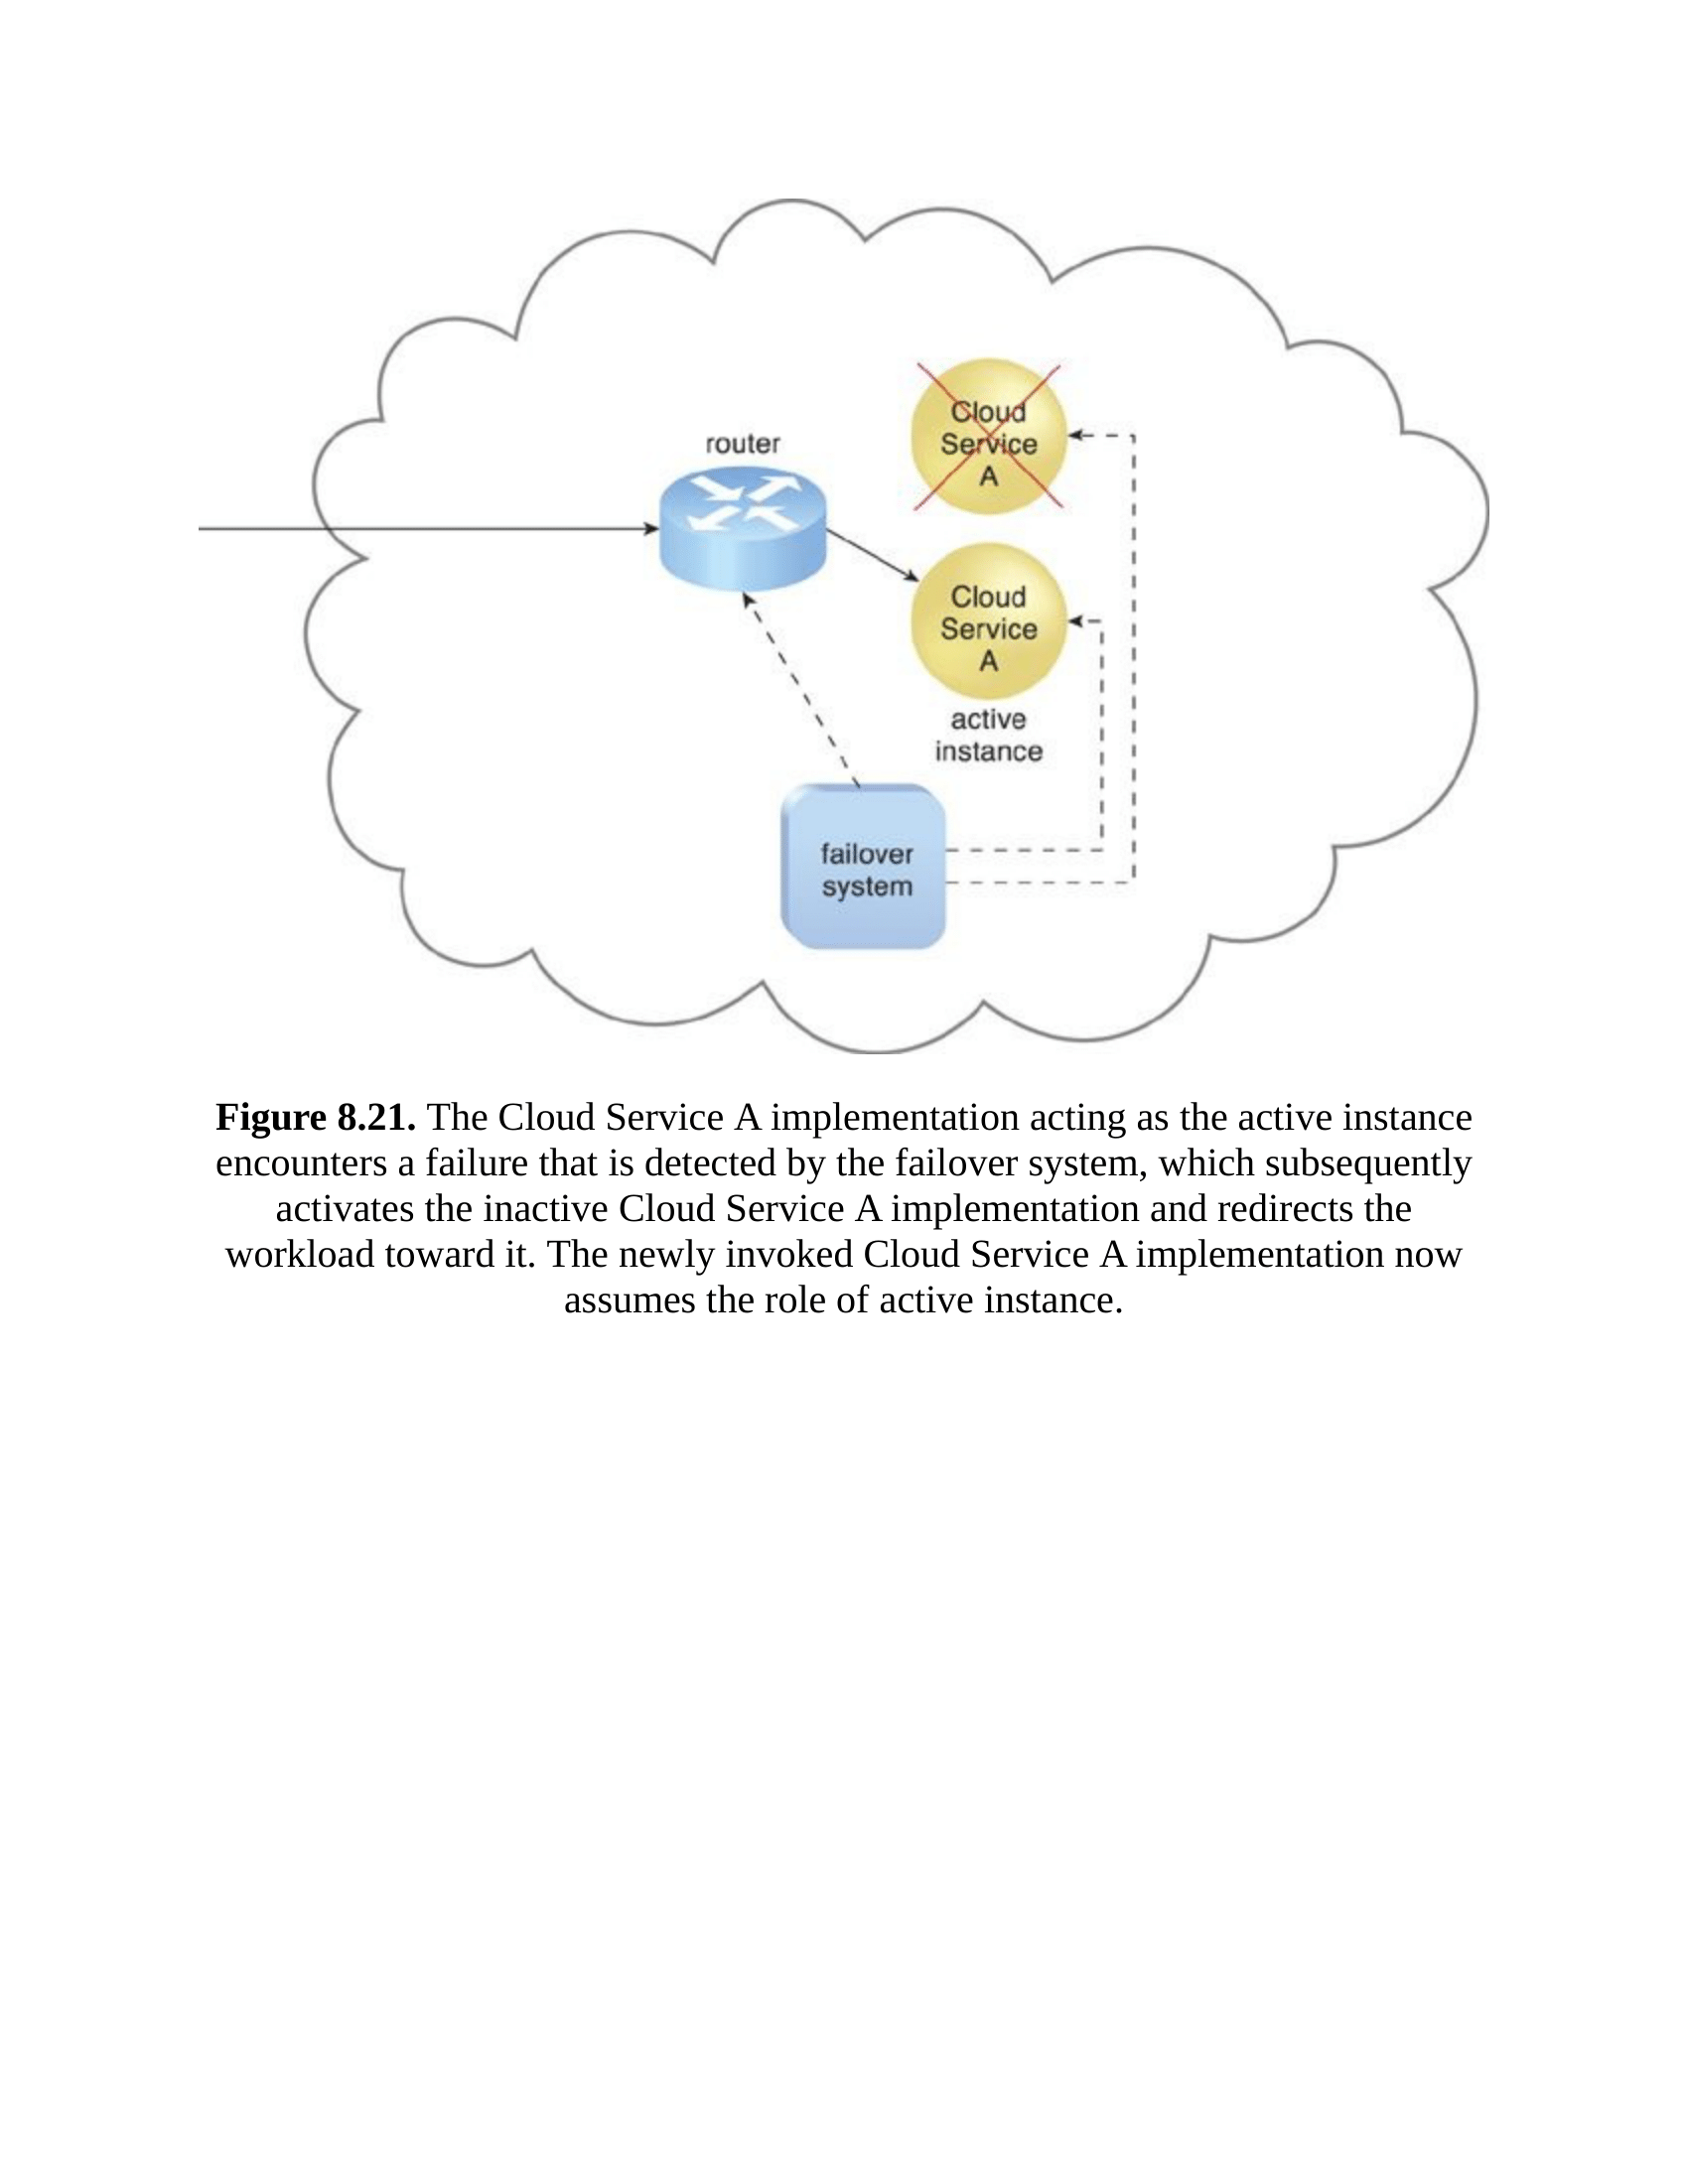 Cloud
Service
A
router
Cloud
Service
A
active
instance
failover
system
Figure 8.21. The Cloud Service A implementation acting as the active instance
encounters a failure that is detected by the failover system, which subsequently
activates the inactive Cloud Service A implementation and redirects the
workload toward it. The newly invoked Cloud Service A implementation now
assumes the role of active instance.